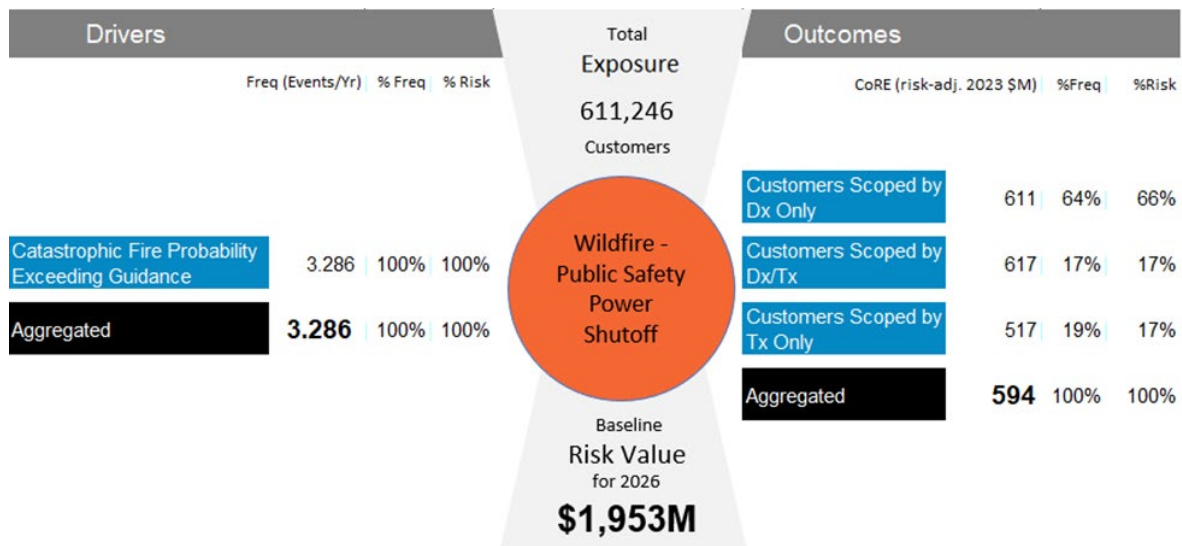 Drivers
Freq (Events/Yr) % Freq % Risk
Catastrophic Fire Probability
Exceeding Guidance
3.286 100% 100%
Aggregated 3.286 100% 100%
Total
Exposure
611,246
Customers
Wildfire -
Public Safety
Power
Shutoff
Baseline
Risk Value
for 2026
$1,953M
Outcomes
CoRE (risk-adj. 2023 $M) %Freq %Risk
Customers Scoped by
Dx Only
611 64% 66%
Customers Scoped by
Dx/Tx
617 17% 17%
Customers Scoped by
Tx Only
517 19% 17%
Aggregated 594 100% 100%